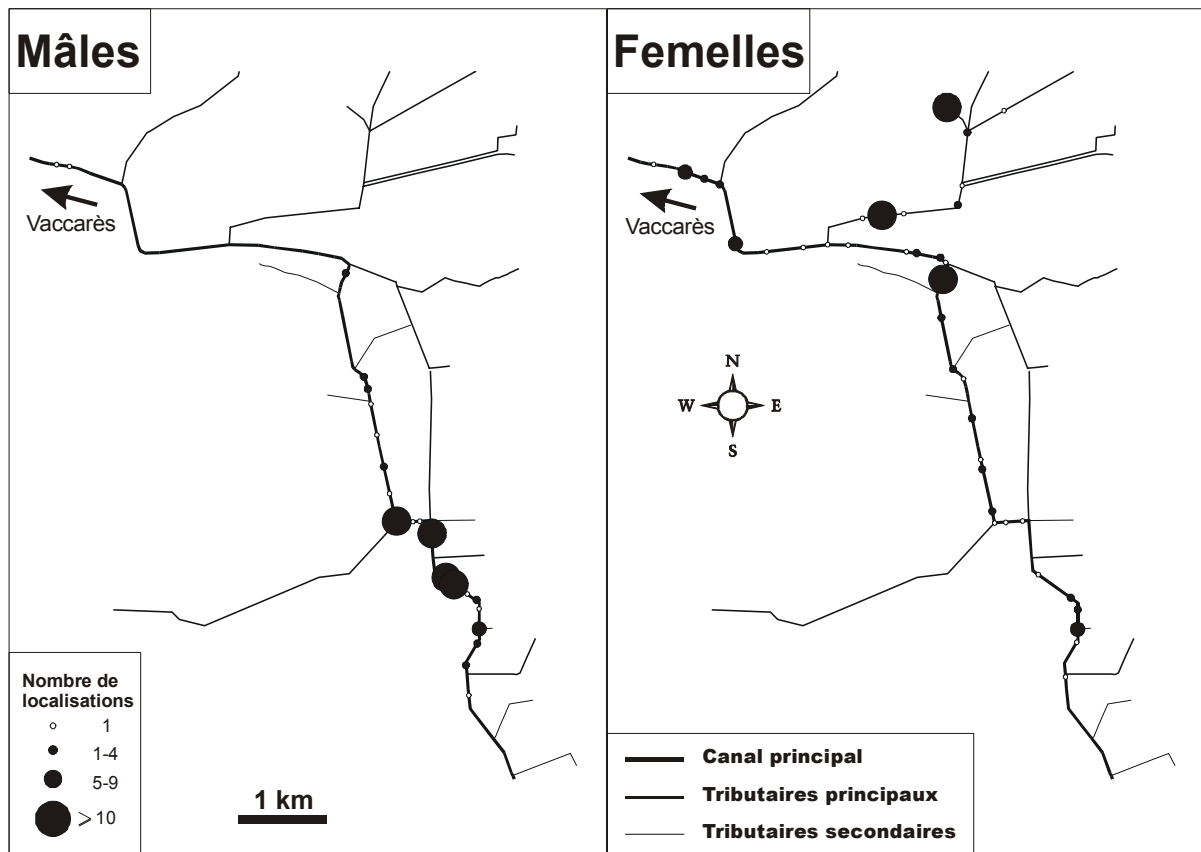 Mâles
Vaccarès
Nombre de
localisations
1
1-4
5-9
⩾ 10
1 km
Femelles
Vaccarès
N
W E
S
Canal principal
Tributaires principaux
Tributaires secondaires